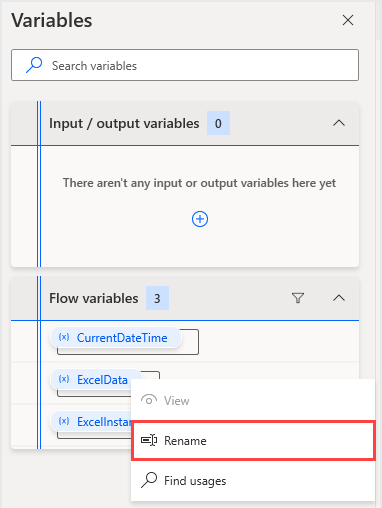 Variables
Search variables
Input / output variables 0
There aren't any input or output variables here yet
Flow variables 3
(x) CurrentDateTime
(x) ExcelData
View
(x) ExcelInstan
Rename
Find usages